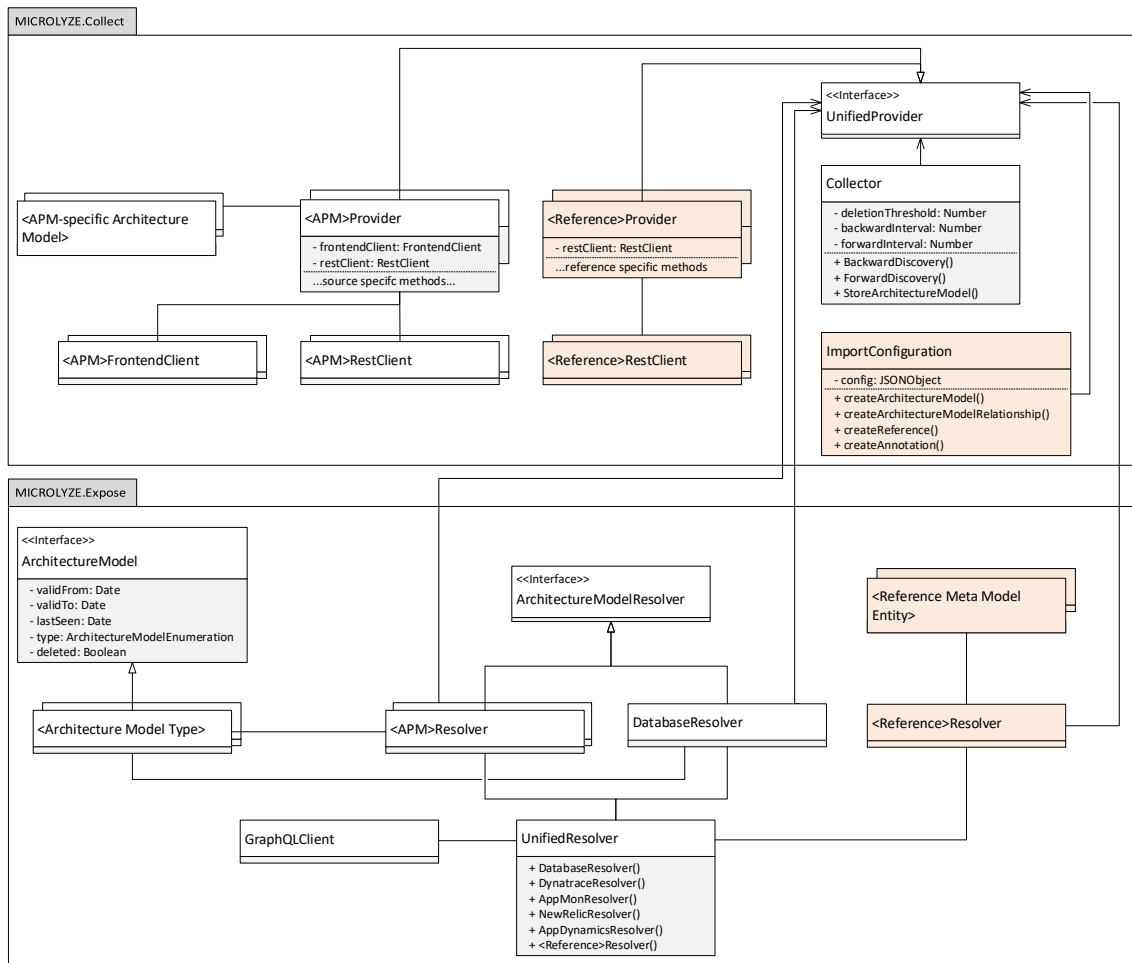 MICROLYZE.Collect
<<Interface>>
UnifiedProvider
<APM-specific Architecture
Model>
<APM>Provider
- frontendClient: FrontendClient
- restClient: RestClient
...source specifc methods...
<Reference>Provider
- restClient: RestClient
...reference specific methods
Collector
- deletionThreshold: Number
- backwardInterval: Number
- forwardInterval: Number
+ BackwardDiscovery()
+ ForwardDiscovery()
+ StoreArchitectureModel()
<APM>FrontendClient
<APM>RestClient
<Reference>RestClient
ImportConfiguration
- config: JSONObject
+ createArchitectureModel()
+ createArchitectureModelRelationship()
+ createReference()
+ createAnnotation()
MICROLYZE.Expose
<<Interface>>
ArchitectureModel
- validFrom: Date
- validTo: Date
- lastSeen: Date
- type: ArchitectureModelEnumeration
- deleted: Boolean
<<Interface>>
ArchitectureModelResolver
<Reference Meta Model
Entity>
<Architecture Model Type>
<APM>Resolver
DatabaseResolver
<Reference>Resolver
GraphQLClient
UnifiedResolver
+ DatabaseResolver()
+ DynatraceResolver()
+ AppMonResolver()
+ NewRelicResolver()
+ AppDynamicsResolver()
+ <Reference>Resolver()